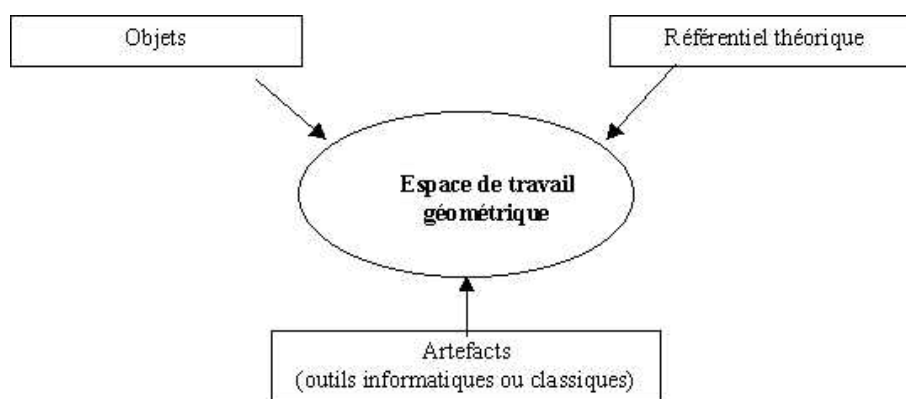 Objets
Référentiel théorique
Espace de travail
géométrique
Artefacts
(outils informatiques ou classiques)